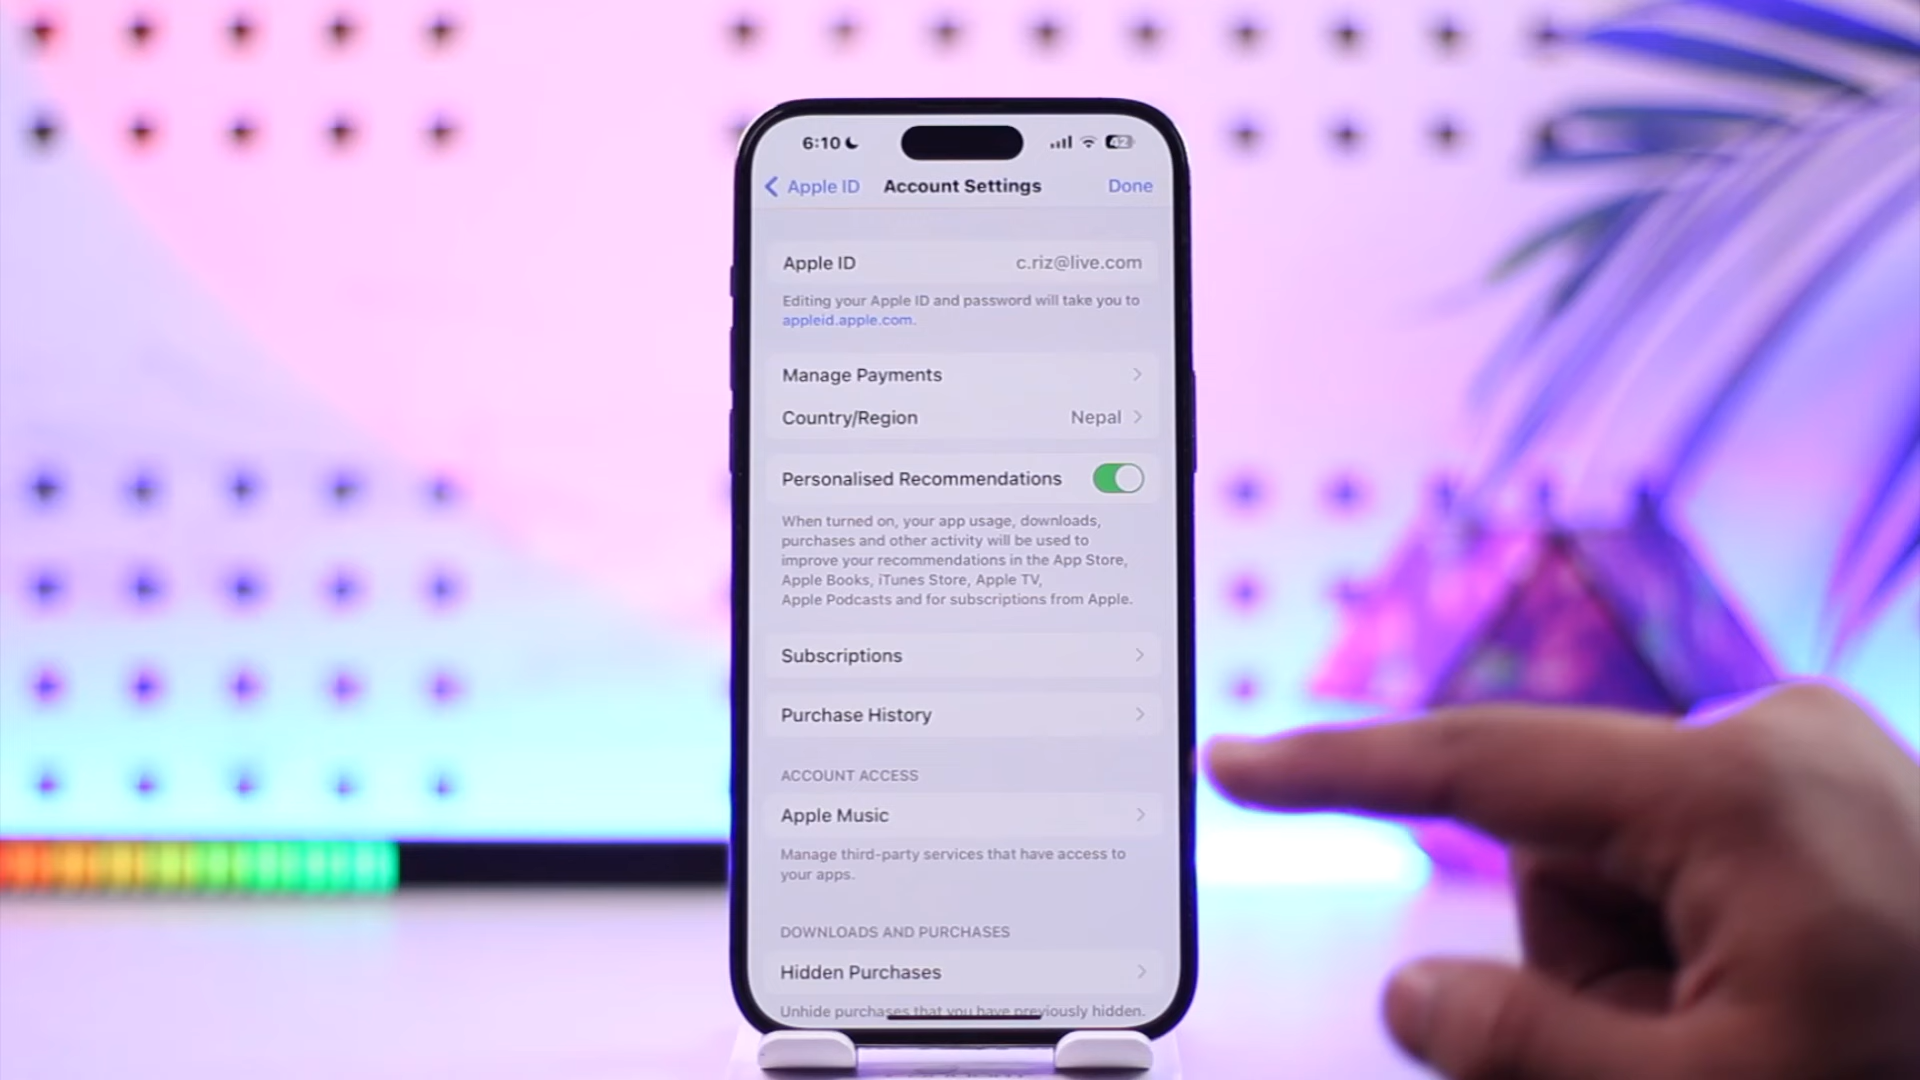 6:10
42
Apple ID Account Settings Done
Apple ID c.riz@live.com
Editing your Apple ID and password will take you to
appleid.apple.com.
Manage Payments
Country/Region Nepal
Personalised Recommendations
When turned on, your app usage, downloads,
purchases and other activity will be used to
improve your recommendations in the App Store,
Apple Books, iTunes Store, Apple TV,
Apple Podcasts and for subscriptions from Apple.
Subscriptions
Purchase History
ACCOUNT ACCESS
Apple Music
Manage third-party services that have access to
your apps.
DOWNLOADS AND PURCHASES
Hidden Purchases
Unhide purchases that you have previously hidden.